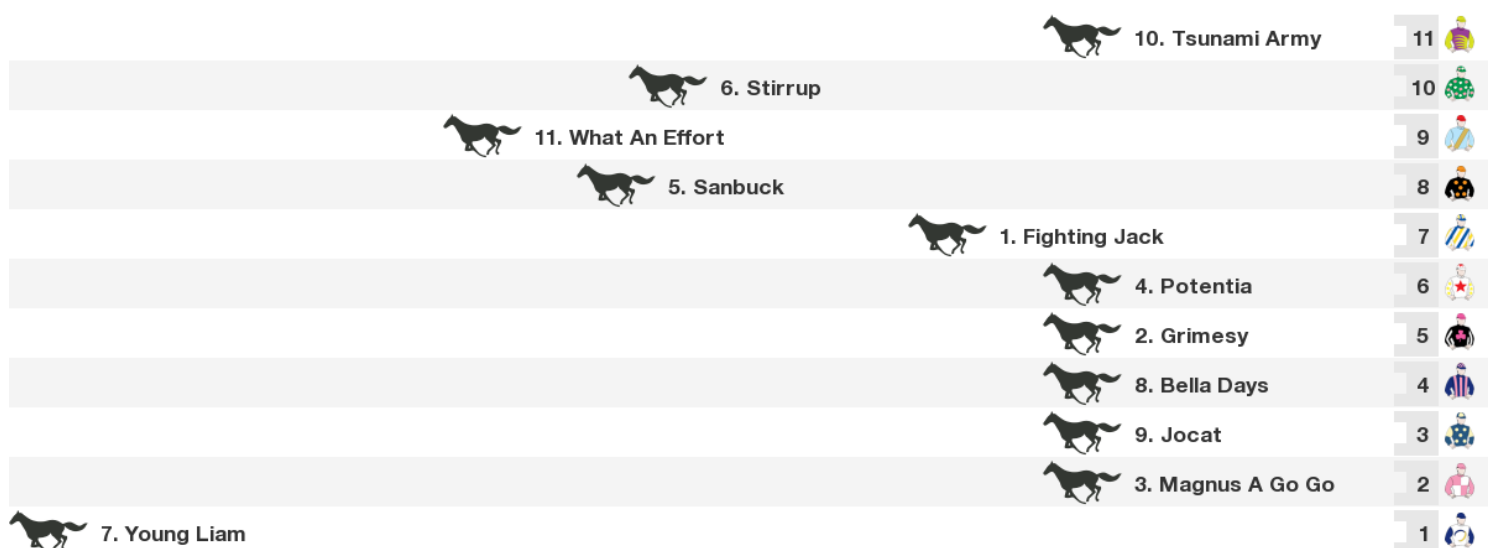 10. Tsunami Army 11
6. Stirrup 10
11. What An Effort 9
5. Sanbuck 8
1. Fighting Jack 7
4. Potentia 6
2. Grimesy 5
8. Bella Days 4
9. Jocat 3
3. Magnus A Go Go 2
7. Young Liam 1